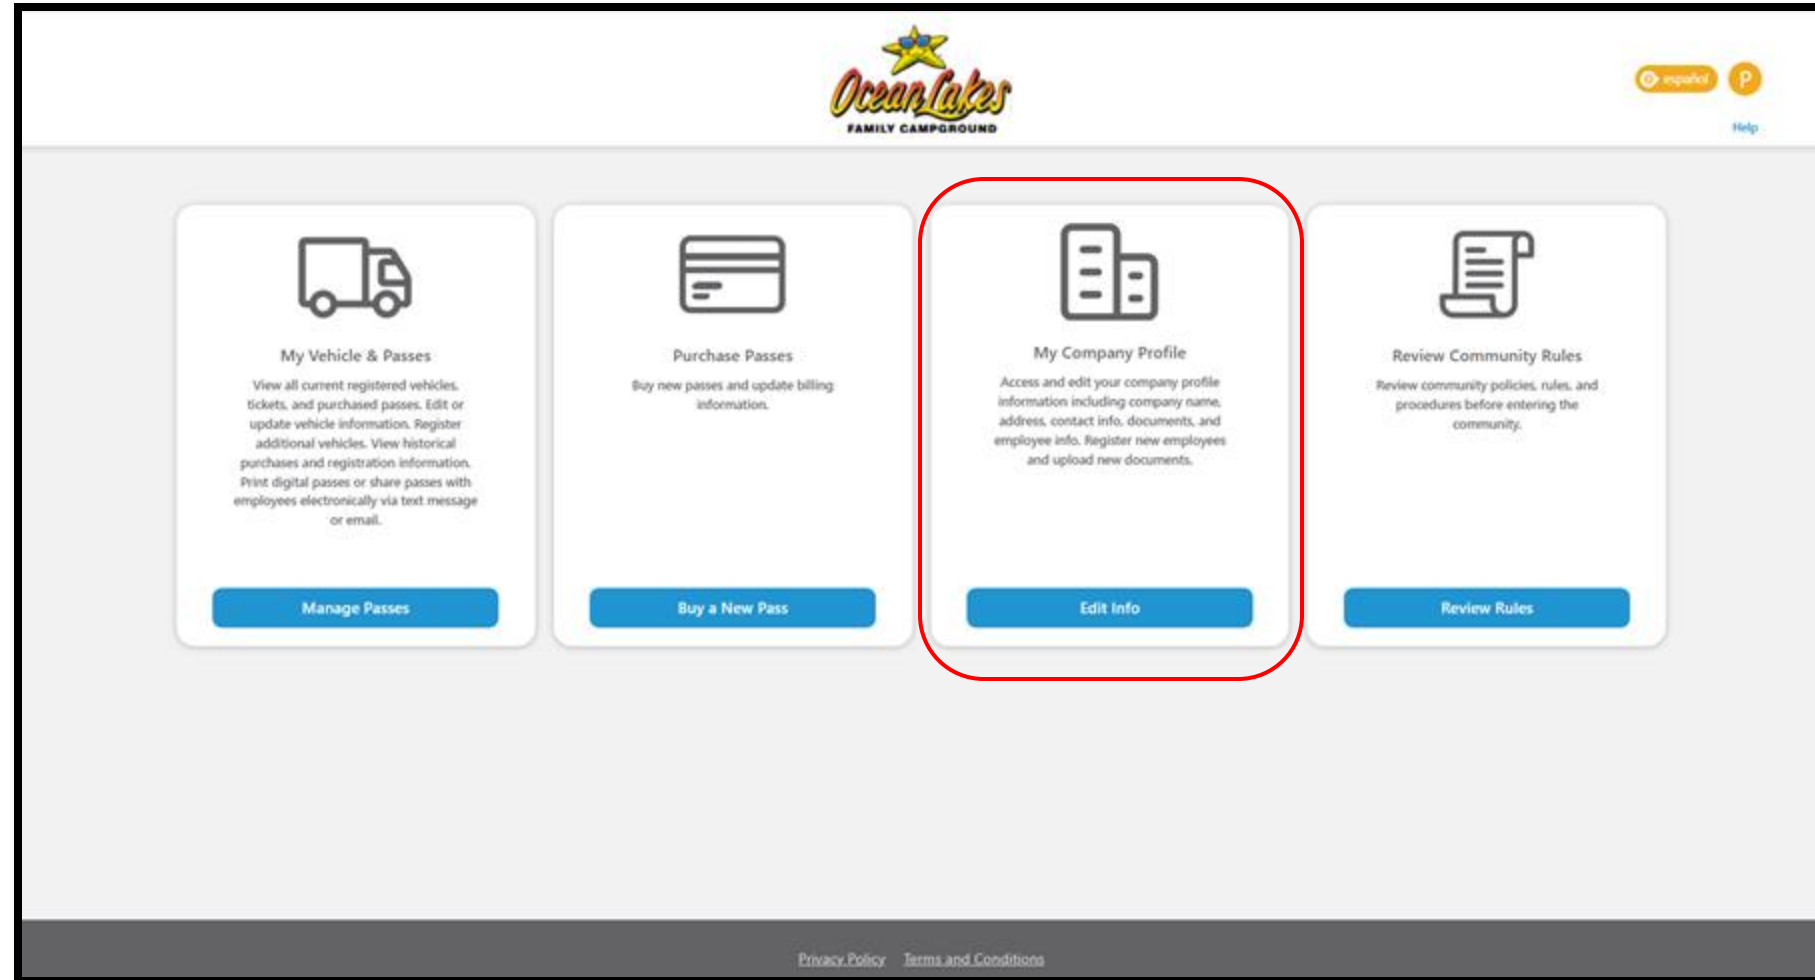 Ocean Lakes
FAMILY CAMPGROUND
español
P
Help
My Vehicle & Passes
View all current registered vehicles,
tickets, and purchased passes. Edit or
update vehicle information. Register
additional vehicles. View historical
purchases and registration information.
Print digital passes or share passes with
employees electronically via text message
or email.
Manage Passes
Purchase Passes
Buy new passes and update billing
information.
Buy a New Pass
My Company Profile
Access and edit your company profile
information including company name,
address, contact info, documents, and
employee info. Register new employees
and upload new documents.
Edit Info
Review Community Rules
Review community policies, rules, and
procedures before entering the
community.
Review Rules
Privacy Policy Terms and Conditions